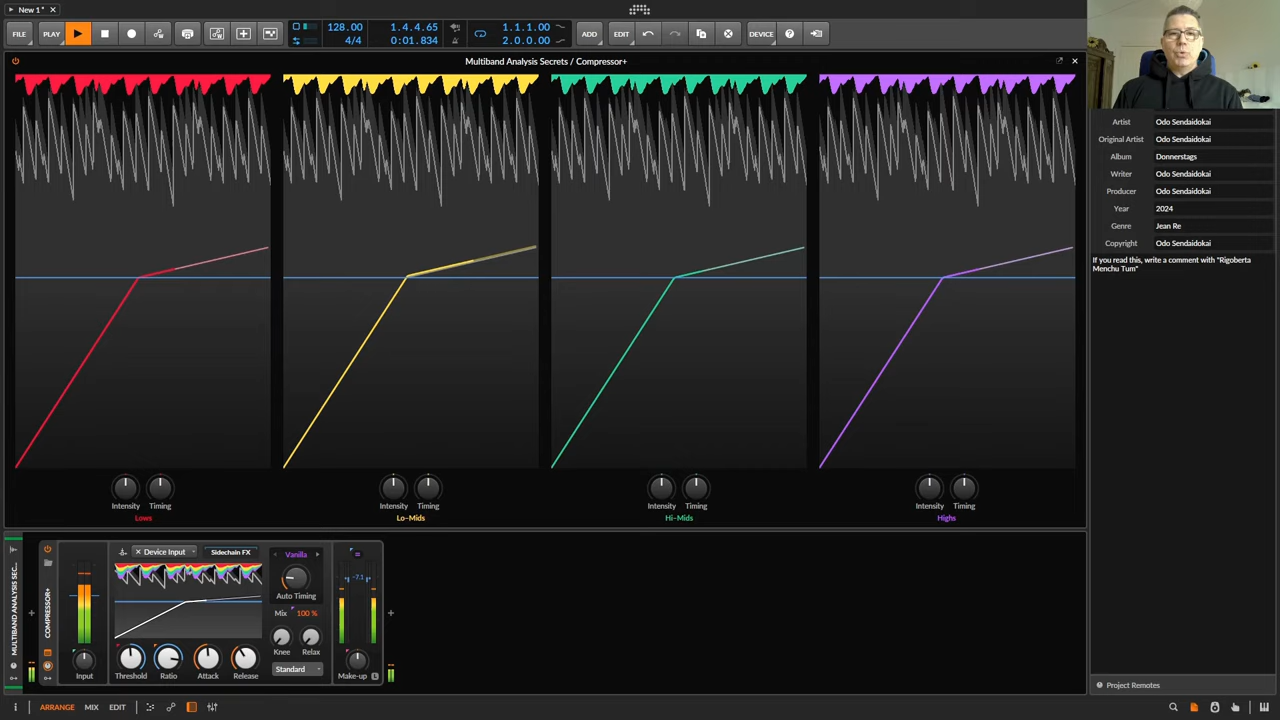 New 1 *
FILE
PLAY
128.00
4/4
1.4.4.65
0:01.834
1.1.1.00
2.0.0.00
ADD
EDIT
DEVICE
Multiband Analysis Secrets / Compressor+
Artist Odo Sendaidokai
Original Artist Odo Sendaidokai
Album Donnerstags
Writer Odo Sendaidokai
Producer Odo Sendaidokai
Year 2024
Genre Jean Re
Copyright Odo Sendaidokai
If you read this, write a comment with "Rigoberta
Menchu Tum"
Intensity Timing Intensity Timing Intensity Timing Intensity Timing
Lows Lo-Mids Hi-Mids Highs
MULTIBAND ANALYSIS SEC...
COMPRESSOR+
Input
Device Input
Sidechain FX
Threshold Ratio Attack Release
Vanilla
Auto Timing
Mix 100 %
Knee Relax
Standard
-7.1
Make-up L
Project Remotes
i ARRANGE MIX EDIT